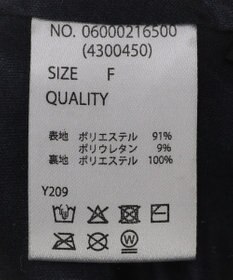 NO. 06000216500
(4300450)
SIZE F
QUALITY
表地 ポリエステル 91%
ポリウレタン 9%
裏地 ポリエステル 100%
Y209